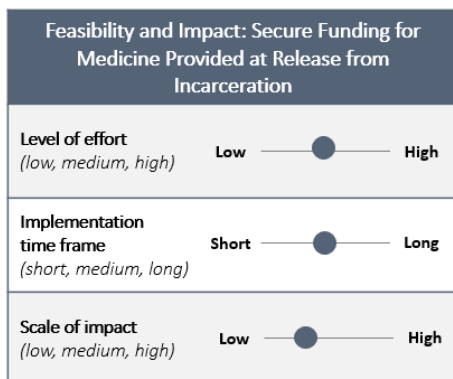 Feasibility and Impact: Secure Funding for
Medicine Provided at Release from
Incarceration
Level of effort
(low, medium, high)
Low
High
Implementation
time frame
(short, medium, long)
Short
Long
Scale of impact
(low, medium, high)
Low
High